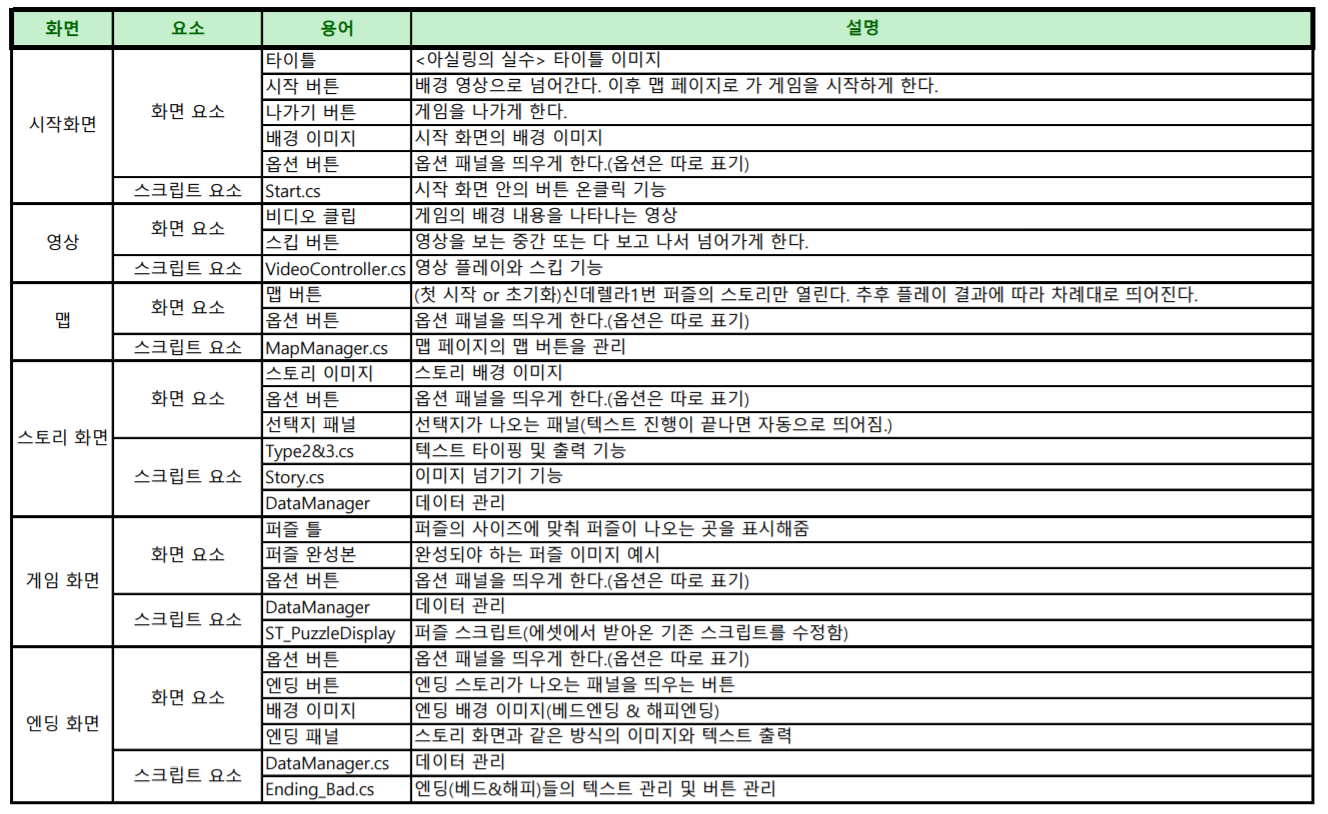 화면 요소 용어 설명
시작화면
화면 요소
타이틀 <아실링의 실수> 타이틀 이미지
시작 버튼 배경 영상으로 넘어간다. 이후 맵 페이지로 가 게임을 시작하게 한다.
나가기 버튼 게임을 나가게 한다.
배경 이미지 시작 화면의 배경 이미지
옵션 버튼 옵션 패널을 띄우게 한다.(옵션은 따로 표기)
스크립트 요소 Start.cs 시작 화면 안의 버튼 온클릭 기능
영상
화면 요소
비디오 클립 게임의 배경 내용을 나타나는 영상
스킵 버튼 영상을 보는 중간 또는 다 보고 나서 넘어가게 한다.
스크립트 요소 VideoController.cs 영상 플레이와 스킵 기능
맵
화면 요소
맵 버튼 (첫 시작 or 초기화)신데렐라1번 퍼즐의 스토리만 열린다. 추후 플레이 결과에 따라 차례대로 띄어진다.
옵션 버튼 옵션 패널을 띄우게 한다.(옵션은 따로 표기)
스크립트 요소 MapManager.cs 맵 페이지의 맵 버튼을 관리
스토리 화면
화면 요소
스토리 이미지 스토리 배경 이미지
옵션 버튼 옵션 패널을 띄우게 한다.(옵션은 따로 표기)
선택지 패널 선택지가 나오는 패널(텍스트 진행이 끝나면 자동으로 띄어짐.)
스크립트 요소
Type2&3.cs 텍스트 타이핑 및 출력 기능
Story.cs 이미지 넘기기 기능
DataManager 데이터 관리
게임 화면
화면 요소
퍼즐 틀 퍼즐의 사이즈에 맞춰 퍼즐이 나오는 곳을 표시해줌
퍼즐 완성본 완성되야 하는 퍼즐 이미지 예시
옵션 버튼 옵션 패널을 띄우게 한다.(옵션은 따로 표기)
스크립트 요소
DataManager 데이터 관리
ST_PuzzleDisplay 퍼즐 스크립트(에셋에서 받아온 기존 스크립트를 수정함)
엔딩 화면
화면 요소
옵션 버튼 옵션 패널을 띄우게 한다.(옵션은 따로 표기)
엔딩 버튼 엔딩 스토리가 나오는 패널을 띄우는 버튼
배경 이미지 엔딩 배경 이미지(베드엔딩 & 해피엔딩)
엔딩 패널 스토리 화면과 같은 방식의 이미지와 텍스트 출력
스크립트 요소
DataManager.cs 데이터 관리
Ending_Bad.cs 엔딩(베드&해피)들의 텍스트 관리 및 버튼 관리